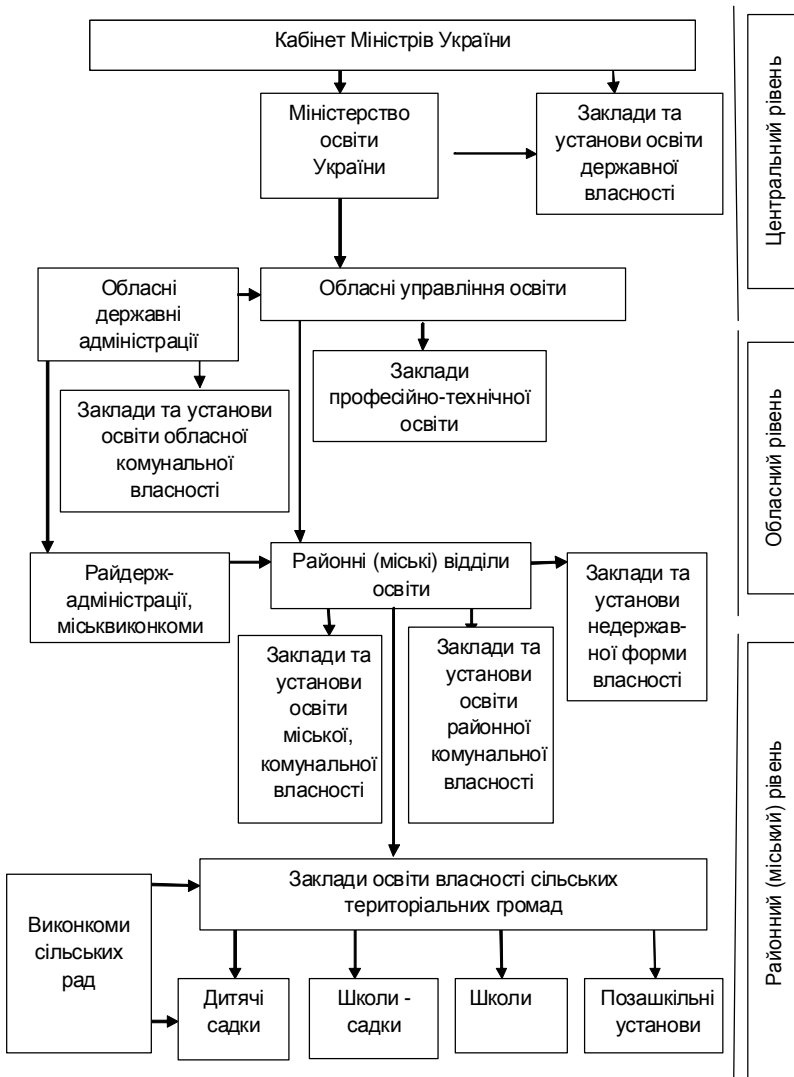 Кабінет Міністрів України
Міністерство
освіти
України
Заклади та
установи освіти
державної
власності
Центральний рівень
Обласні
державні
адміністрації
Обласні управління освіти
Заклади
професійно-технічної
освіти
Заклади та установи
освіти обласної
комунальної
власності
Обласний рівень
Райдерж-
адміністрації,
міськвиконкоми
Районні (міські) відділи
освіти
Заклади та
установи
недержав-
ної форми
власності
Заклади та
установи
освіти
міської,
комунальної
власності
Заклади та
установи
освіти
районної
комунальної
власності
Районний (міський) рівень
Виконкоми
сільських
рад
Заклади освіти власності сільських
територіальних громад
Дитячі
садки
Школи -
садки
Школи
Позашкільні
установи